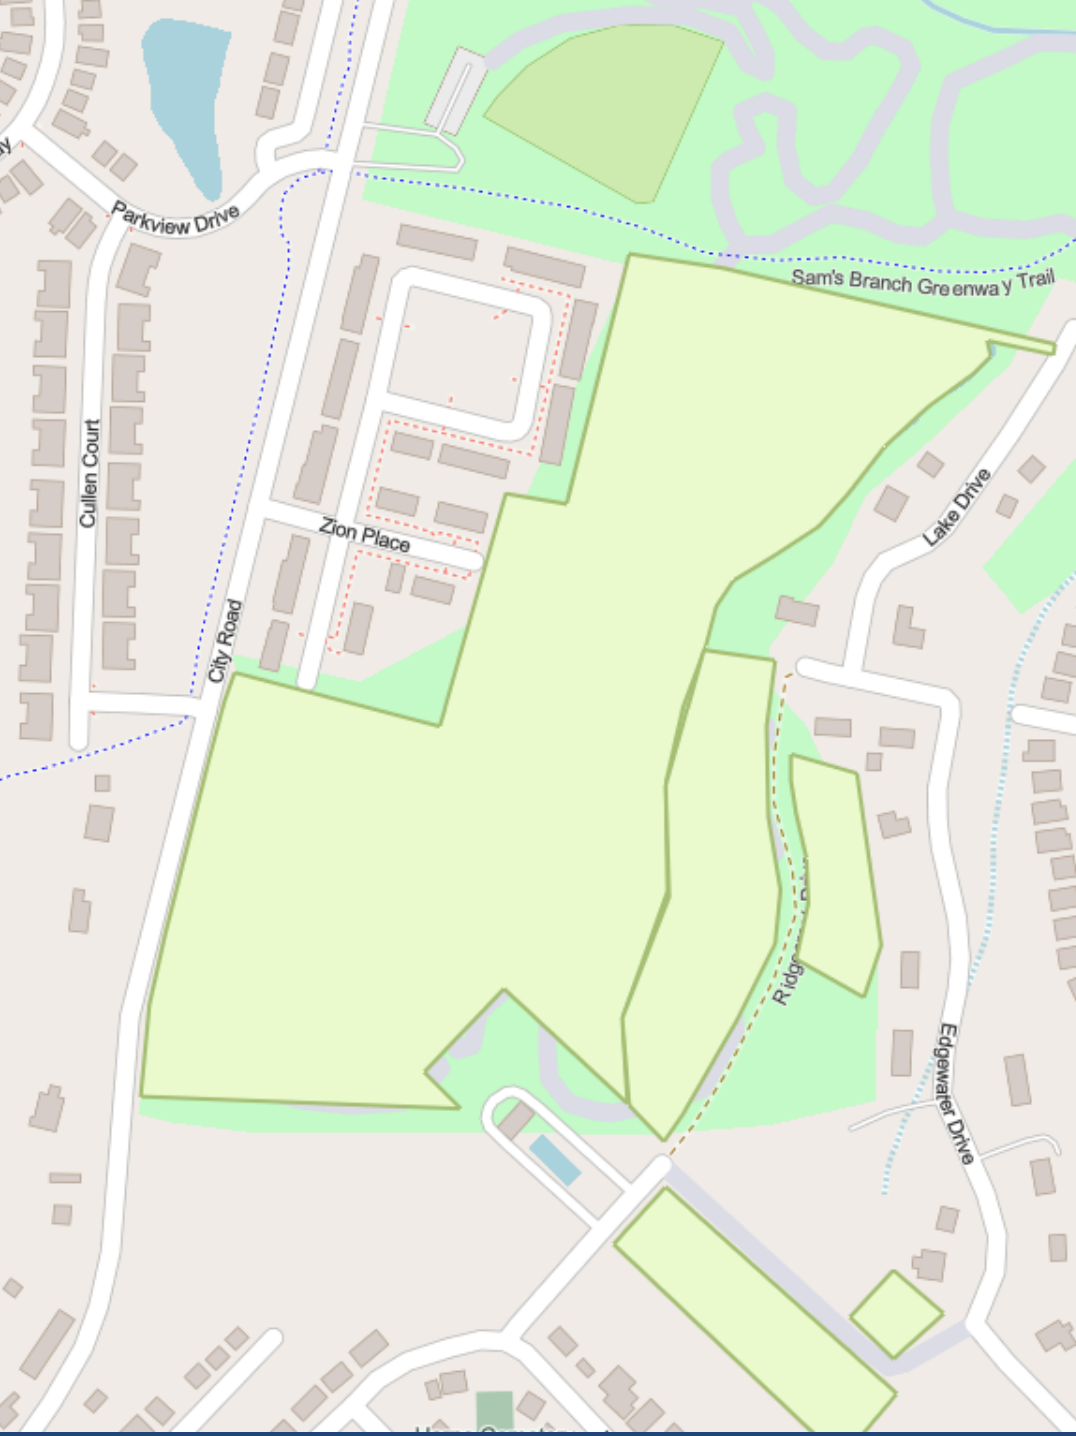 Parkview Drive
Sam's Branch Greenway Trail
Cullen Court
Lake Drive
Zion Place
City Road
Edgewater Drive